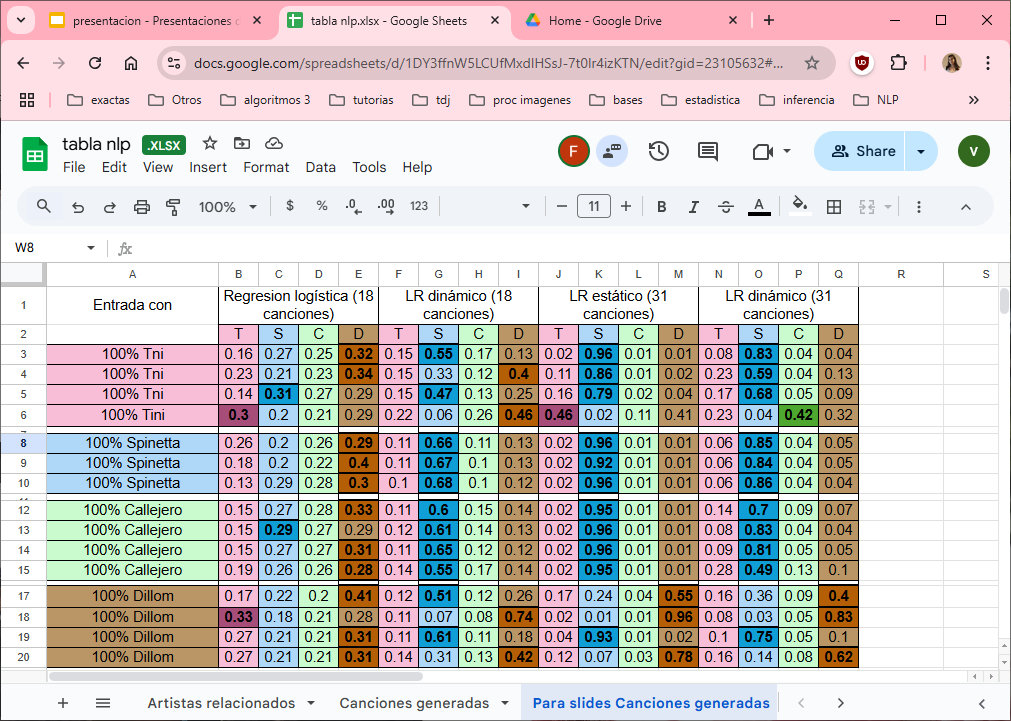 presentacion - Presentaciones d
tabla nlp.xlsx - Google Sheets
Home - Google Drive
docs.google.com/spreadsheets/d/1DY3ffnW5LCUfMxdIHSsJ-7t0Ir4izKTN/edit?gid=23105632#...
exactas Otros algoritmos 3 tutorias tdj proc imagenes bases estadistica inferencia NLP
tabla nlp .XLSX
File Edit View Insert Format Data Tools Help
F Share V
100% $ % .0 .00 123 11 B I A
W8 fx
A B C D E F G H I J K L M N O P Q R S
1 Entrada con Regresion logística (18 canciones) LR dinámico (18 canciones) LR estático (31 canciones) LR dinámico (31 canciones)
2 T S C D T S C D T S C D T S C D
3 100% Tni 0.16 0.27 0.25 0.32 0.15 0.55 0.17 0.13 0.02 0.96 0.01 0.01 0.08 0.83 0.04 0.04
4 100% Tni 0.23 0.21 0.23 0.34 0.15 0.33 0.12 0.4 0.11 0.86 0.01 0.02 0.23 0.59 0.04 0.13
5 100% Tni 0.14 0.31 0.27 0.29 0.15 0.47 0.13 0.25 0.16 0.79 0.02 0.04 0.17 0.68 0.05 0.09
6 100% Tini 0.3 0.2 0.21 0.29 0.22 0.06 0.26 0.46 0.46 0.02 0.11 0.41 0.23 0.04 0.42 0.32
8 100% Spinetta 0.26 0.2 0.26 0.29 0.11 0.66 0.11 0.13 0.02 0.96 0.01 0.01 0.06 0.85 0.04 0.05
9 100% Spinetta 0.18 0.2 0.22 0.4 0.11 0.67 0.1 0.13 0.02 0.92 0.01 0.01 0.06 0.84 0.04 0.05
10 100% Spinetta 0.13 0.29 0.28 0.3 0.1 0.68 0.1 0.12 0.02 0.96 0.01 0.01 0.06 0.86 0.04 0.04
12 100% Callejero 0.15 0.27 0.28 0.33 0.11 0.6 0.15 0.14 0.02 0.95 0.01 0.01 0.14 0.7 0.09 0.07
13 100% Callejero 0.15 0.29 0.27 0.29 0.12 0.61 0.14 0.13 0.02 0.96 0.01 0.01 0.08 0.83 0.04 0.04
14 100% Callejero 0.15 0.27 0.27 0.31 0.11 0.65 0.12 0.12 0.02 0.96 0.01 0.01 0.09 0.81 0.05 0.05
15 100% Callejero 0.19 0.26 0.26 0.28 0.14 0.55 0.17 0.14 0.02 0.95 0.01 0.01 0.28 0.49 0.13 0.1
17 100% Dillom 0.17 0.22 0.2 0.41 0.12 0.51 0.12 0.26 0.17 0.24 0.04 0.55 0.16 0.36 0.09 0.4
18 100% Dillom 0.33 0.18 0.21 0.28 0.11 0.07 0.08 0.74 0.02 0.01 0.01 0.96 0.08 0.03 0.05 0.83
19 100% Dillom 0.27 0.21 0.21 0.31 0.11 0.61 0.11 0.18 0.04 0.93 0.01 0.02 0.1 0.75 0.05 0.1
20 100% Dillom 0.27 0.21 0.21 0.31 0.14 0.31 0.13 0.42 0.12 0.07 0.03 0.78 0.16 0.14 0.08 0.62
Artistas relacionados Canciones generadas Para slides Canciones generadas